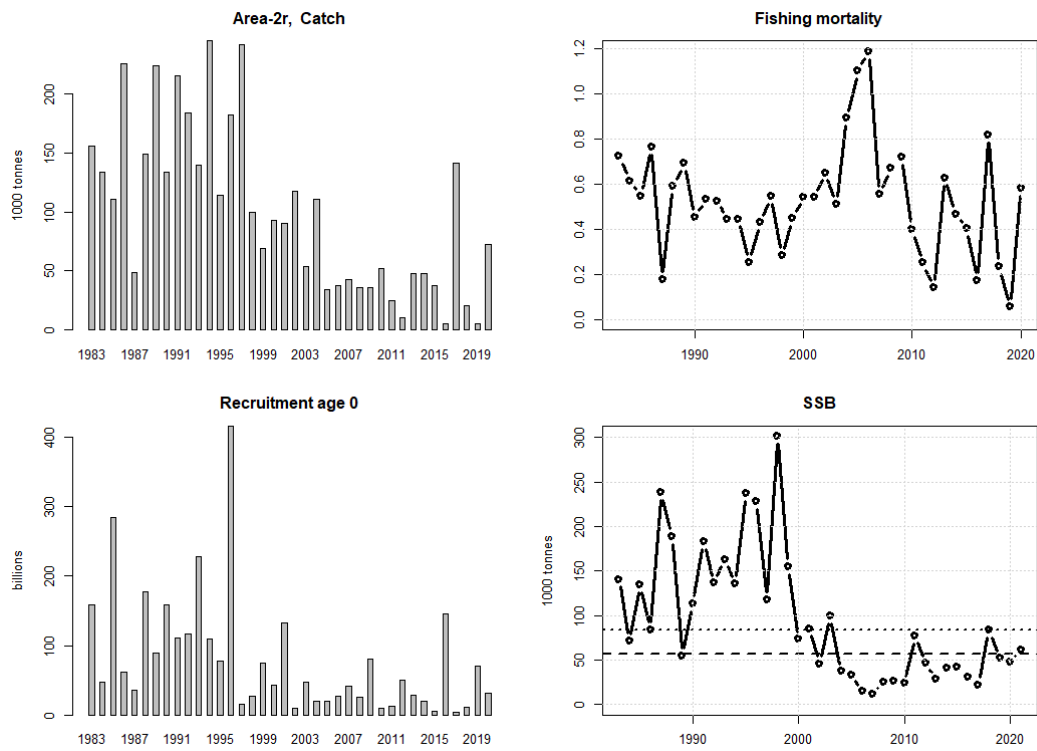 Area-2r, Catch
1000 tonnes
0 50 100 150 200
1983 1987 1991 1995 1999 2003 2007 2011 2015 2019
Fishing mortality
0.0 0.2 0.4 0.6 0.8 1.0 1.2
1990 2000 2010 2020
Recruitment age 0
billions
0 100 200 300 400
1983 1987 1991 1995 1999 2003 2007 2011 2015 2019
SSB
1000 tonnes
0 50 100 150 200 250 300
1990 2000 2010 2020